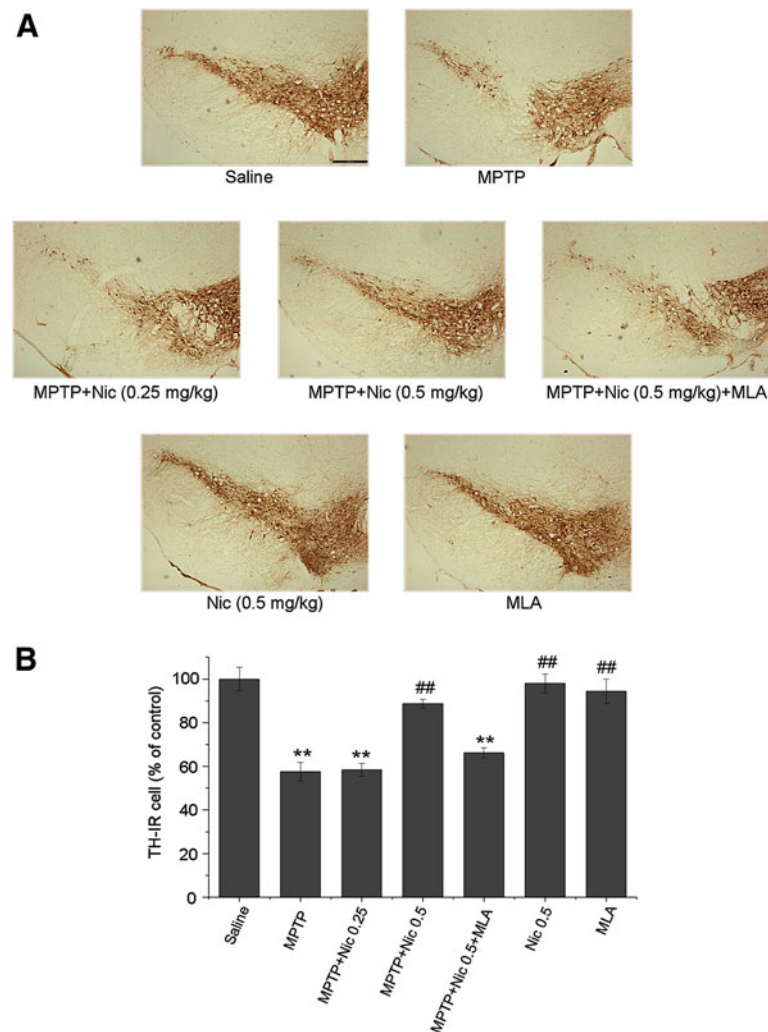 A
Saline
MPTP
MPTP+Nic (0.25 mg/kg)
MPTP+Nic (0.5 mg/kg)
MPTP+Nic (0.5 mg/kg)+MLA
Nic (0.5 mg/kg)
MLA
B
TH-IR cell (% of control)
100
80
60
40
20
0
**
**
##
**
##
##
Saline
MPTP
MPTP+Nic 0.25
MPTP+Nic 0.5
MPTP+Nic 0.5+MLA
Nic 0.5
MLA